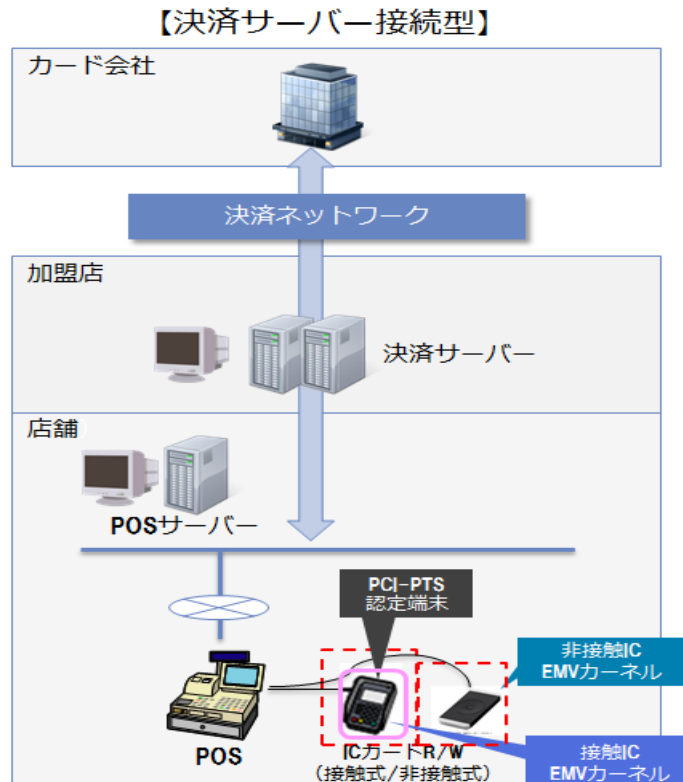 【決済サーバー接続型】
カード会社
決済ネットワーク
加盟店
決済サーバー
店舗
POSサーバー
PCI-PTS
認定端末
非接触IC
EMVカーネル
POS
ICカードR/W
(接触式/非接触式)
接触IC
EMVカーネル